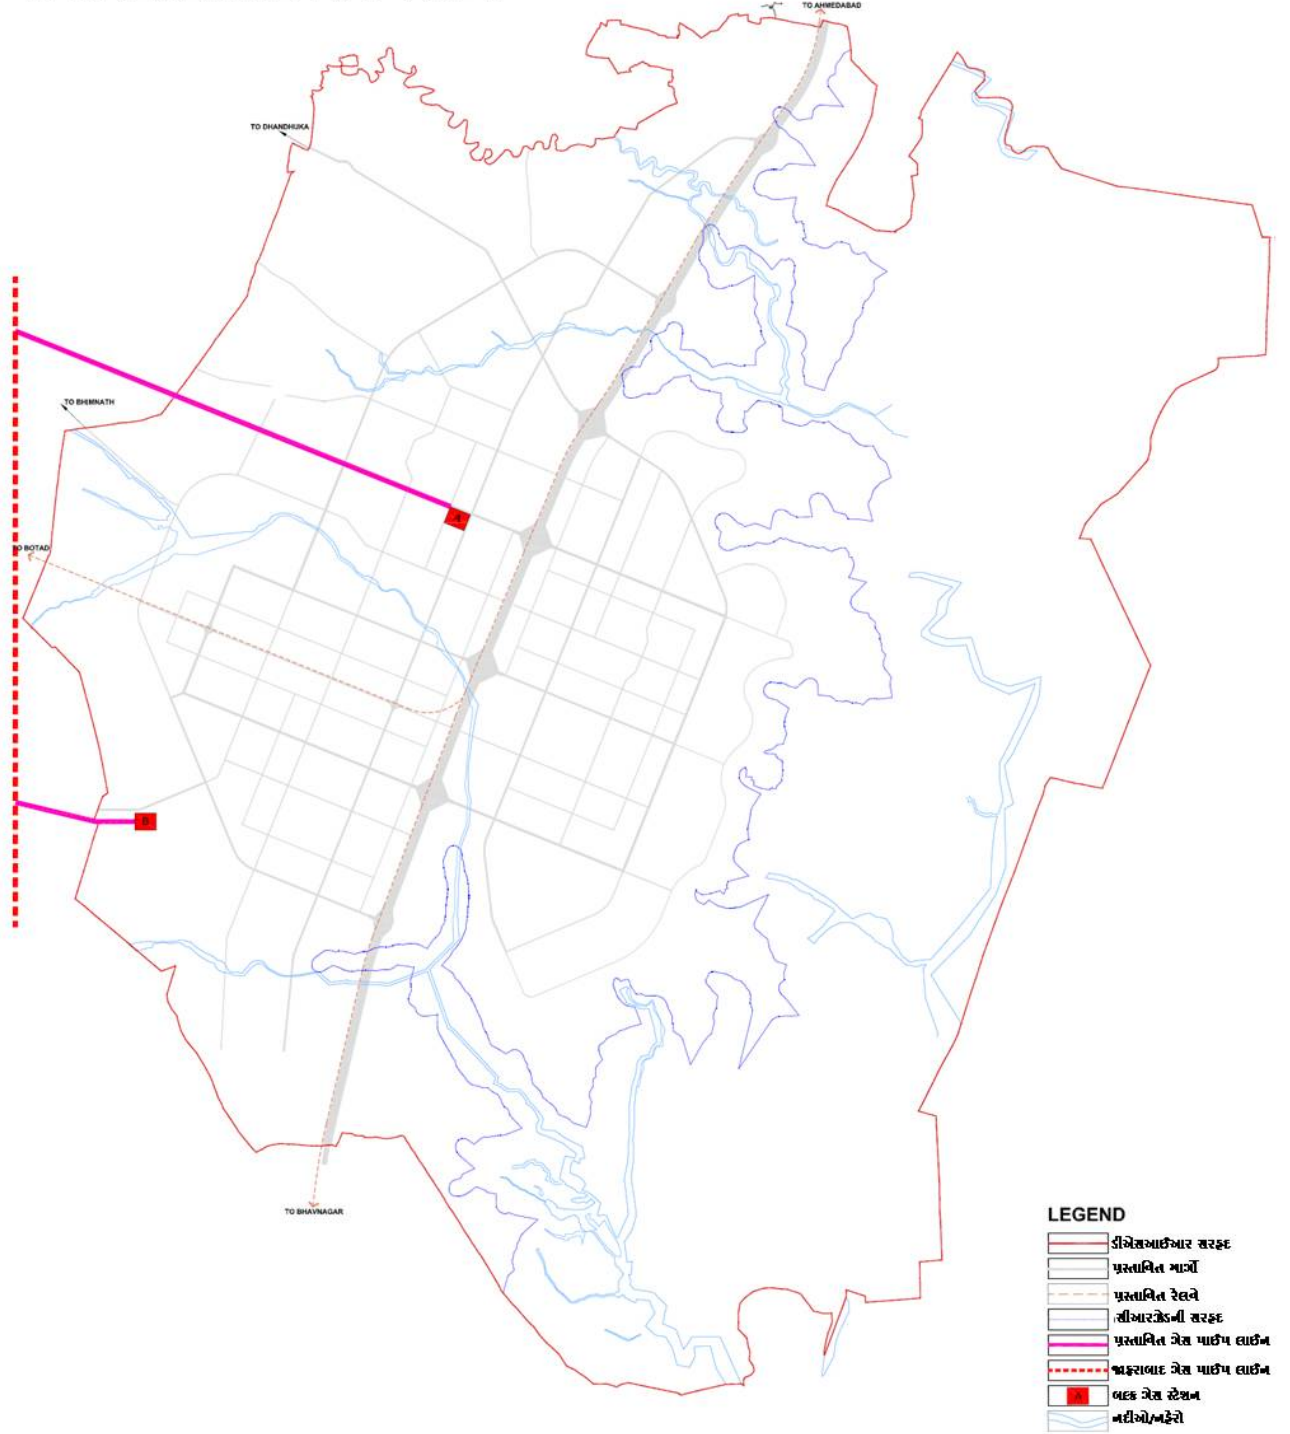 TO AHMEDABAD
TO DHANDHUKA
TO BHIMNATH
A
TO BOTAD
B
TO BHAVNAGAR
LEGEND
ડીએસઆઈઆર સરહદ
પ્રસ્તાવિત માર્ગો
પ્રસ્તાવિત રેલવે
સીઆરઝેડની સરહદ
પ્રસ્તાવિત ગેસ પાઈપ લાઈન
જાફરાબાદ ગેસ પાઈપ લાઈન
A બલ્ક ગેસ સ્ટેશન
નદીઓ/નહેરો